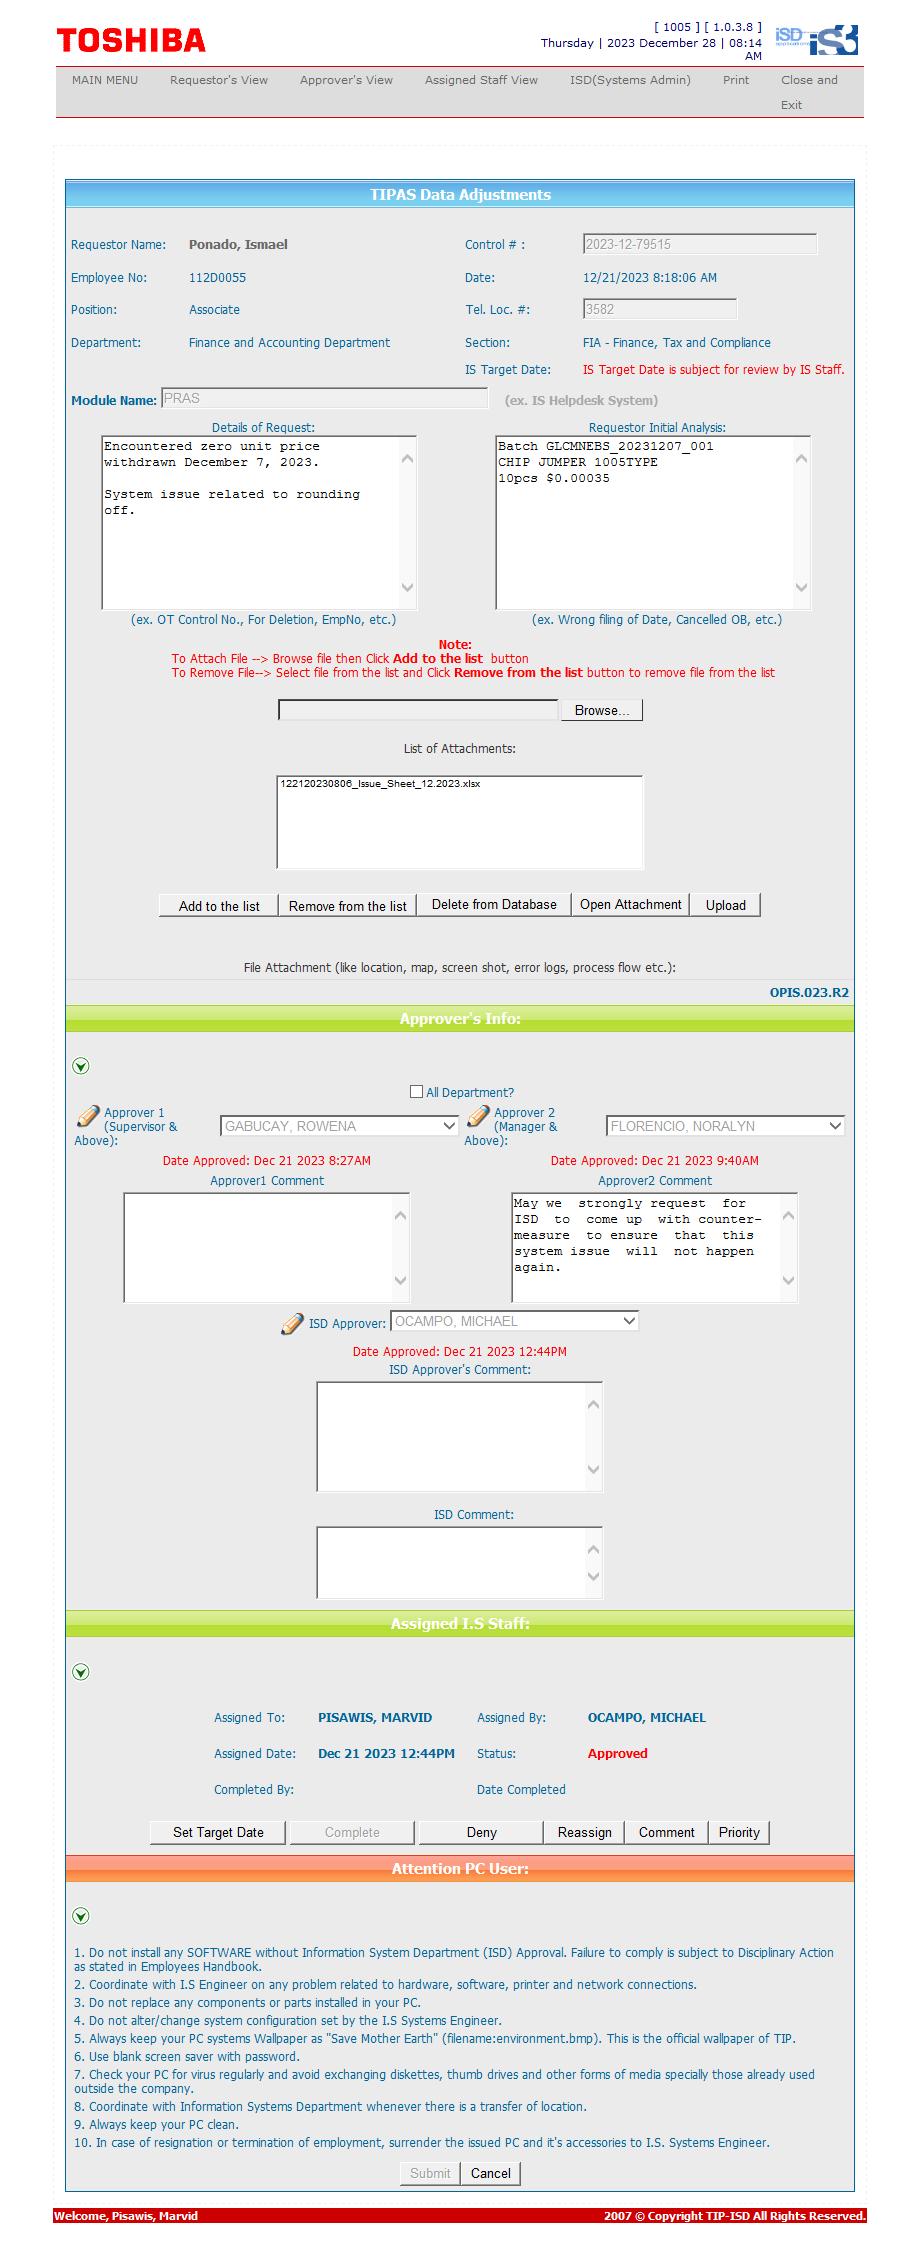 TOSHIBA
[ 1005 ] [ 1.0.3.8 ]
Thursday | 2023 December 28 | 08:14
AM
ISD
iS3
MAIN MENU Requestor's View Approver's View Assigned Staff View ISD(Systems Admin) Print Close and
Exit
TIPAS Data Adjustments
Requestor Name: Ponado, Ismael Control # : 2023-12-79515
Employee No: 112D0055 Date: 12/21/2023 8:18:06 AM
Position: Associate Tel. Loc. #: 3582
Department: Finance and Accounting Department Section: FIA - Finance, Tax and Compliance
IS Target Date: IS Target Date is subject for review by IS Staff.
Module Name: PRAS (ex. IS Helpdesk System)
Details of Request:
Encountered zero unit price
withdrawn December 7, 2023.
System issue related to rounding
off.
(ex. OT Control No., For Deletion, EmpNo, etc.)
Requestor Initial Analysis:
Batch GLCMNEBS_20231207_001
CHIP JUMPER 1005TYPE
10pcs $0.00035
(ex. Wrong filing of Date, Cancelled OB, etc.)
Note:
To Attach File --> Browse file then Click Add to the list button
To Remove File--> Select file from the list and Click Remove from the list button to remove file from the list
Browse...
List of Attachments:
122120230806_Issue_Sheet_12.2023.xlsx
Add to the list Remove from the list Delete from Database Open Attachment Upload
File Attachment (like location, map, screen shot, error logs, process flow etc.):
OPIS.023.R2
Approver's Info:
All Department?
Approver 1
(Supervisor &
Above):
GABUCAY, ROWENA
Date Approved: Dec 21 2023 8:27AM
Approver1 Comment
Approver 2
(Manager &
Above):
FLORENCIO, NORALYN
Date Approved: Dec 21 2023 9:40AM
Approver2 Comment
May we strongly request for
ISD to come up with counter-
measure to ensure that this
system issue will not happen
again.
ISD Approver: OCAMPO, MICHAEL
Date Approved: Dec 21 2023 12:44PM
ISD Approver's Comment:
ISD Comment:
Assigned I.S Staff:
Assigned To: PISAWIS, MARVID Assigned By: OCAMPO, MICHAEL
Assigned Date: Dec 21 2023 12:44PM Status: Approved
Completed By: Date Completed
Set Target Date Complete Deny Reassign Comment Priority
Attention PC User:
1. Do not install any SOFTWARE without Information System Department (ISD) Approval. Failure to comply is subject to Disciplinary Action
as stated in Employees Handbook.
2. Coordinate with I.S Engineer on any problem related to hardware, software, printer and network connections.
3. Do not replace any components or parts installed in your PC.
4. Do not alter/change system configuration set by the I.S Systems Engineer.
5. Always keep your PC systems Wallpaper as "Save Mother Earth" (filename:environment.bmp). This is the official wallpaper of TIP.
6. Use blank screen saver with password.
7. Check your PC for virus regularly and avoid exchanging diskettes, thumb drives and other forms of media specially those already used
outside the company.
8. Coordinate with Information Systems Department whenever there is a transfer of location.
9. Always keep your PC clean.
10. In case of resignation or termination of employment, surrender the issued PC and it's accessories to I.S. Systems Engineer.
Submit Cancel
Welcome, Pisawis, Marvid 2007 © Copyright TIP-ISD All Rights Reserved.